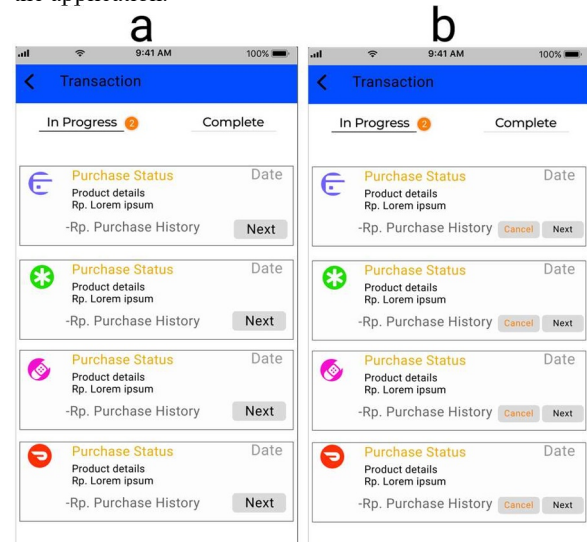 the application.
a
b
9:41 AM 100%
Transaction
In Progress 2 Complete
Purchase Status Date
Product details
Rp. Lorem ipsum
-Rp. Purchase History Next
Purchase Status Date
Product details
Rp. Lorem ipsum
-Rp. Purchase History Next
Purchase Status Date
Product details
Rp. Lorem ipsum
-Rp. Purchase History Next
Purchase Status Date
Product details
Rp. Lorem ipsum
-Rp. Purchase History Next
9:41 AM 100%
Transaction
In Progress 2 Complete
Purchase Status Date
Product details
Rp. Lorem ipsum
-Rp. Purchase History Cancel Next
Purchase Status Date
Product details
Rp. Lorem ipsum
-Rp. Purchase History Cancel Next
Purchase Status Date
Product details
Rp. Lorem ipsum
-Rp. Purchase History Cancel Next
Purchase Status Date
Product details
Rp. Lorem ipsum
-Rp. Purchase History Cancel Next